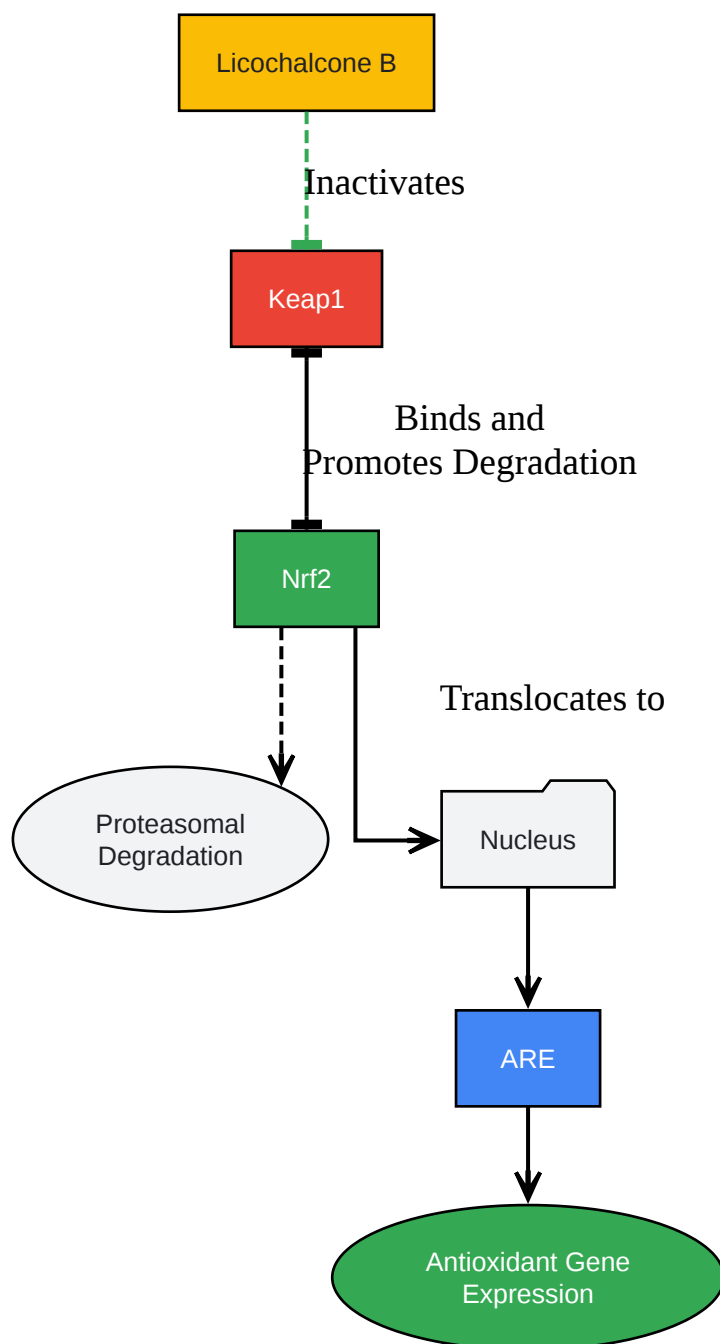 Licochalcone B
Inactivates
Keap1
Binds and
Promotes Degradation
Nrf2
Translocates to
Proteasomal
Degradation
Nucleus
ARE
Antioxidant Gene
Expression